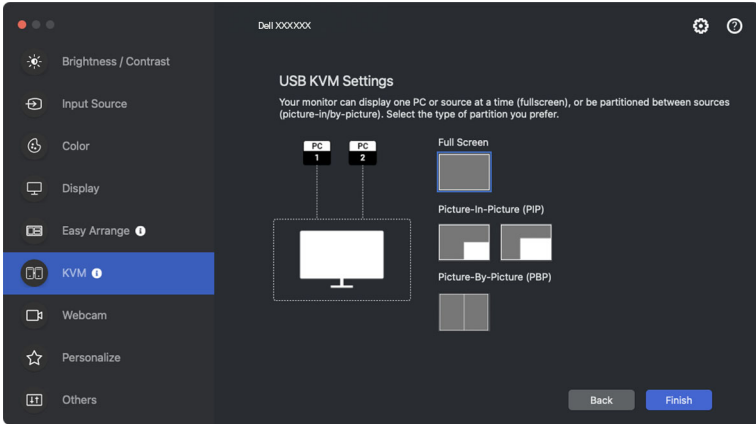 Dell XXXXXX
Brightness / Contrast
Input Source
Color
Display
Easy Arrange
KVM
Webcam
Personalize
Others
USB KVM Settings
Your monitor can display one PC or source at a time (fullscreen), or be partitioned between sources
(picture-in/by-picture). Select the type of partition you prefer.
PC PC
1 2
Full Screen
Picture-In-Picture (PIP)
Picture-By-Picture (PBP)
Back Finish